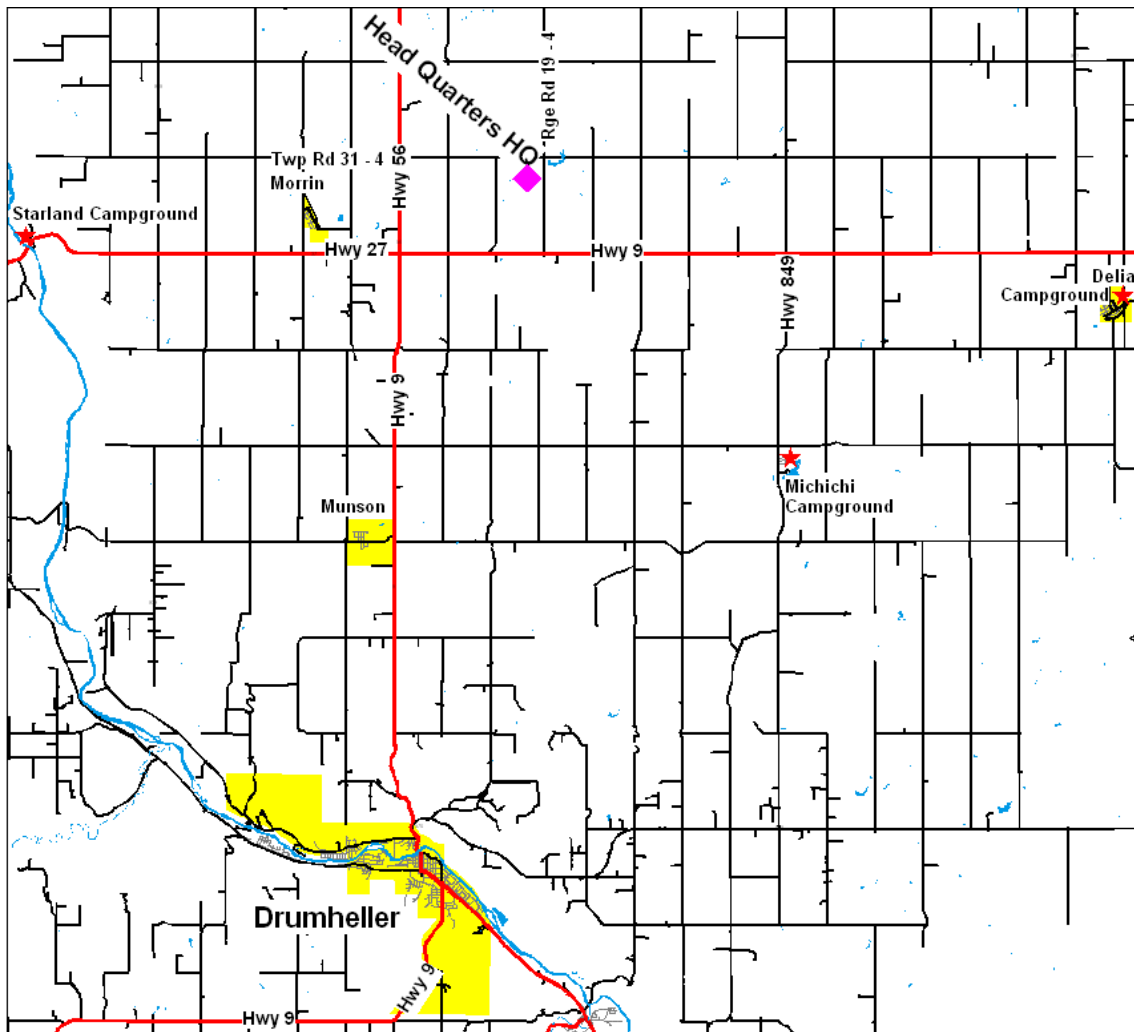 Head Quarters HQ
Rge Rd 19 - 4
Hwy 56
Twp Rd 31 - 4
Morrin
Starland Campground
Hwy 27
Hwy 9
Hwy 849
Delia
Campground
Hwy 9
Michichi
Campground
Munson
Drumheller
Hwy 9
Hwy 9